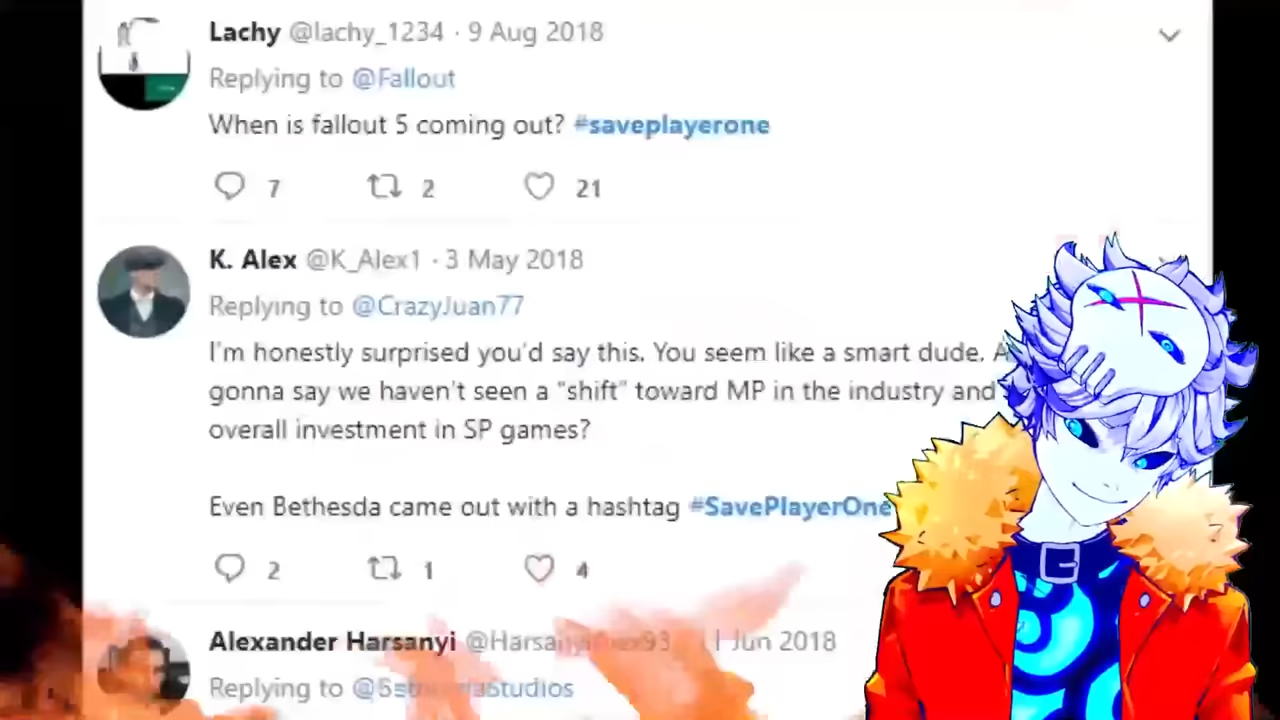 Lachy @lachy_1234 · 9 Aug 2018
Replying to @Fallout
When is fallout 5 coming out? #saveplayerone
7 2 21
K. Alex @K_Alex1 · 3 May 2018
Replying to @CrazyJuan77
I'm honestly surprised you'd say this. You seem like a smart dude.
gonna say we haven't seen a "shift" toward MP in the industry and
overall investment in SP games?
Even Bethesda came out with a hashtag #SavePlayerOne
2 1 4
Alexander Harsanyi Jun 2018
Replying to